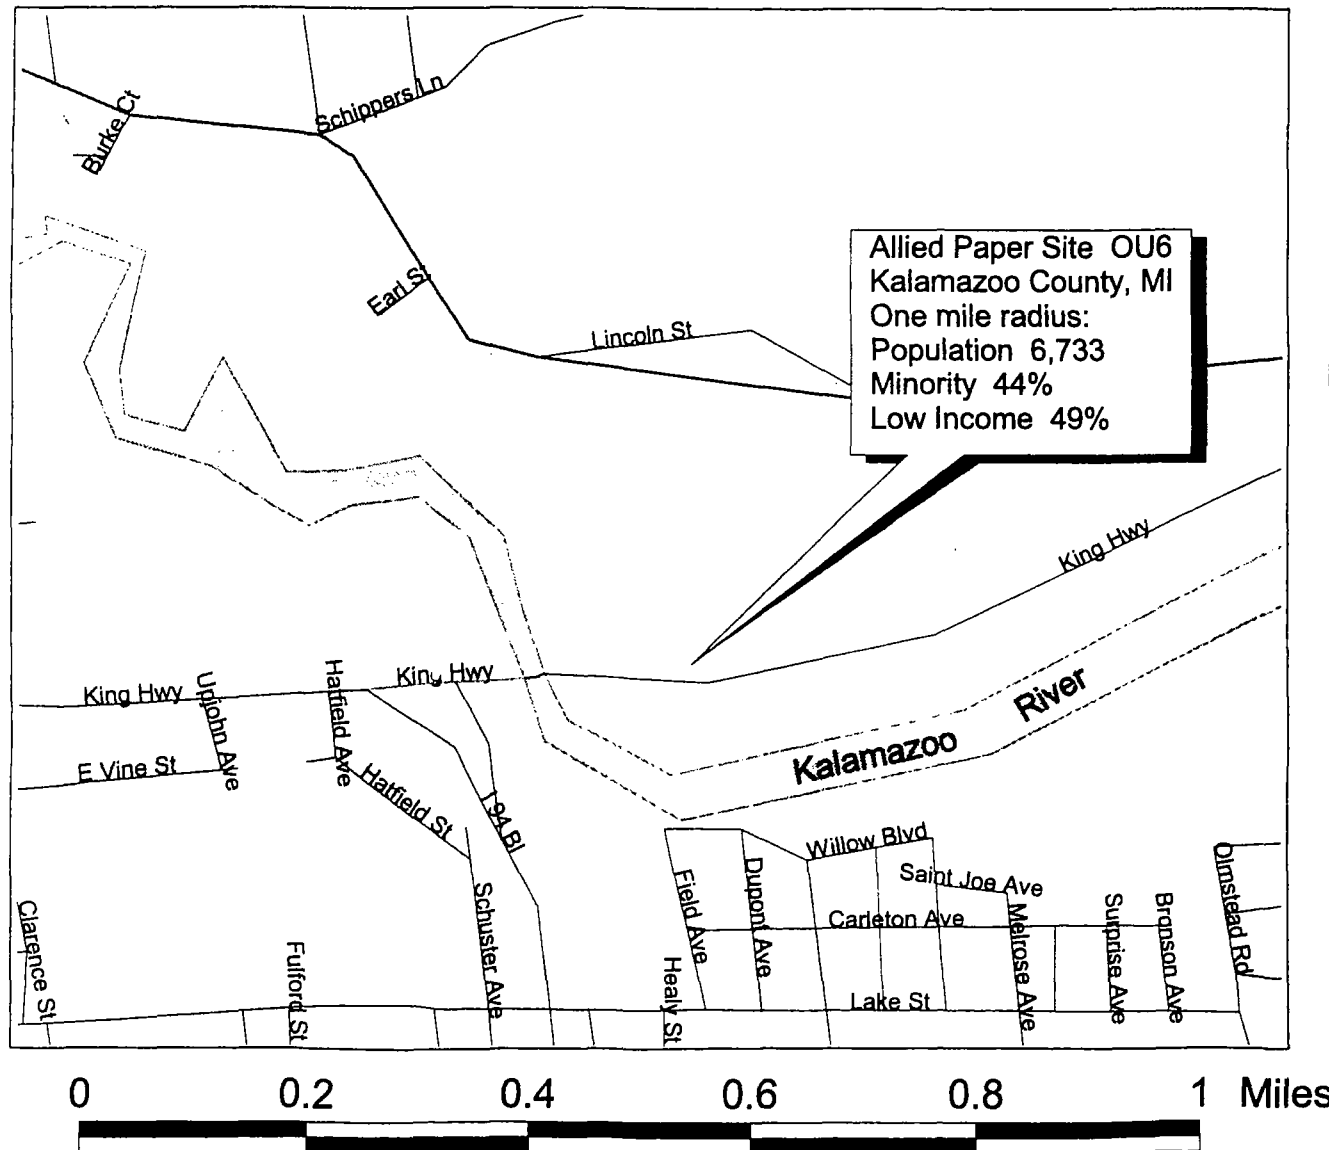 Schippers Ln
Burke Ct
Allied Paper Site OU6
Kalamazoo County, MI
One mile radius:
Population 6,733
Minority 44%
Low Income 49%
Earl St
Lincoln St
King Hwy
King Hwy
King Hwy
Upjohn Ave
Hatfield Ave
E Vine St
Hatfield St
I 94 Bl
Kalamazoo River
Willow Blvd
Saint Joe Ave
Olmstead Rd
Field Ave
Dupont Ave
Carleton Ave
Clarence St
Schuster Ave
Melrose Ave
Surprise Ave
Bronson Ave
Fulford St
Healy St
Lake St
0 0.2 0.4 0.6 0.8 1 Miles